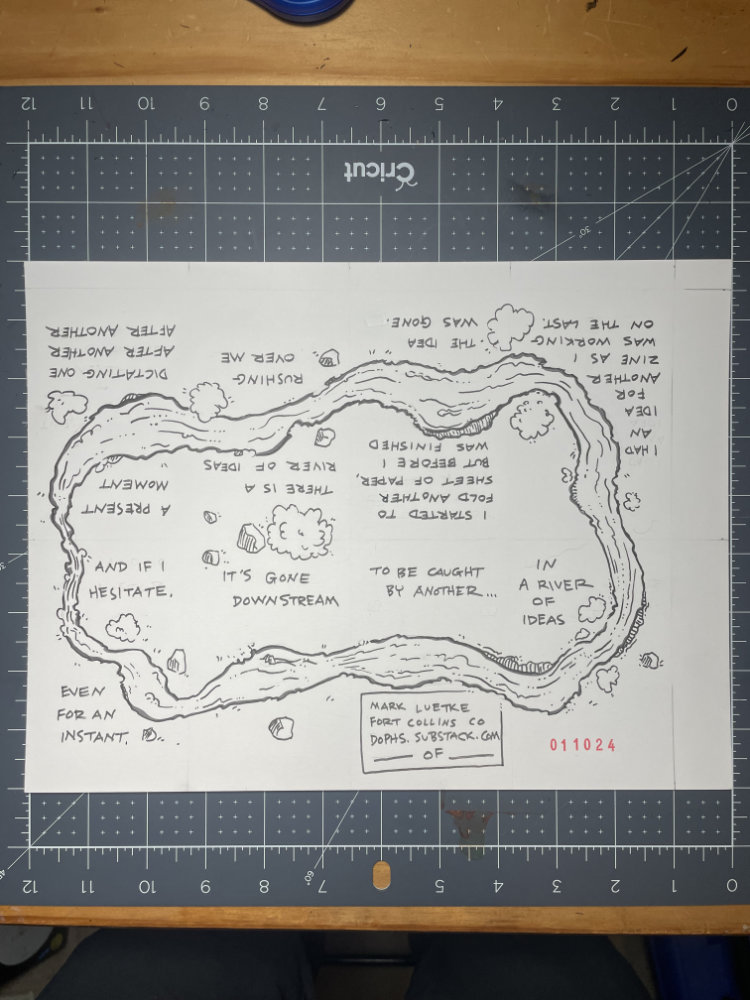 12 11 10 9 8 7 6 5 4 3 2 1 0
Cricut
30°
I HAD
AN
IDEA
FOR
ANOTHER
ZINE AS I
WAS WORKING
ON THE LAST.
I STARTED TO
FOLD ANOTHER
SHEET OF PAPER,
BUT BEFORE I
WAS FINISHED
. THE IDEA
WAS GONE.
THERE IS A
RIVER OF IDEAS
RUSHING
OVER ME
A PRESENT
MOMENT
DICTATING ONE
AFTER ANOTHER
AFTER ANOTHER
AND IF I
HESITATE,
EVEN
FOR AN
INSTANT,
IT'S GONE
DOWNSTREAM
TO BE CAUGHT
BY ANOTHER...
IN
A RIVER
OF
IDEAS
MARK LUETKE
FORT COLLINS CO
DOPHS.SUBSTACK.COM
___ OF ___
011024
60°
12 11 10 9 8 7 6 5 4 3 2 1 0